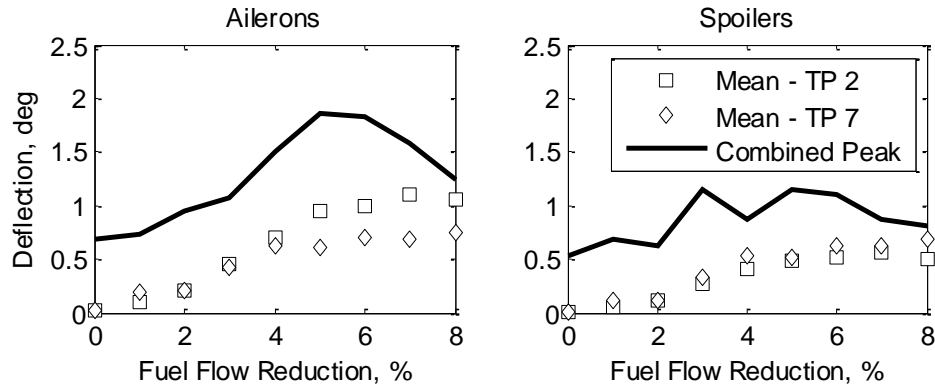 Ailerons
Spoilers
Deflection, deg
2.5
2
1.5
1
0.5
0
0 2 4 6 8
Fuel Flow Reduction, %
2.5
2
1.5
1
0.5
0
Mean - TP 2
Mean - TP 7
Combined Peak
0 2 4 6 8
Fuel Flow Reduction, %